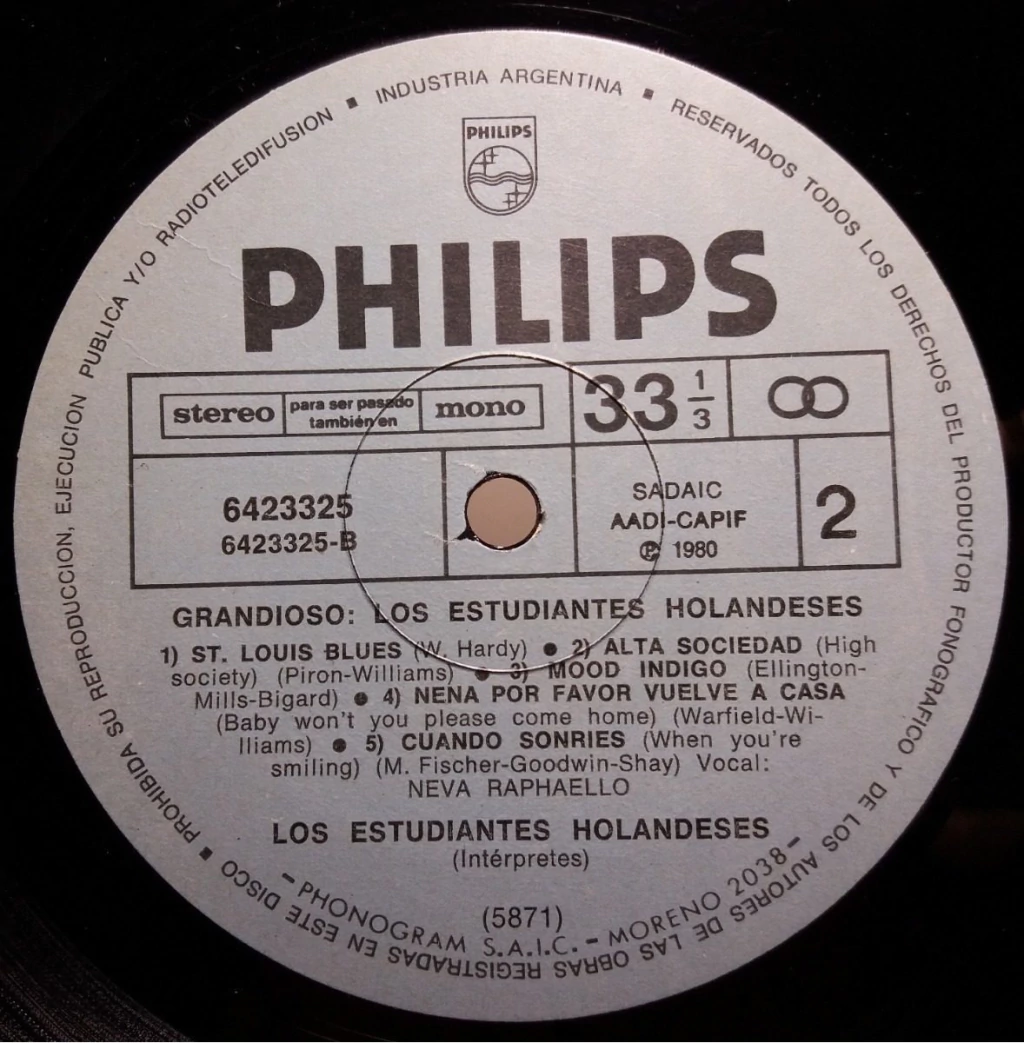 PROHIBIDA SU REPRODUCCION, EJECUCION PUBLICA Y/O RADIOTELEDIFUSION ■ INDUSTRIA ARGENTINA ■ RESERVADOS TODOS LOS DERECHOS DEL PRODUCTOR FONOGRAFICO Y DE LOS AUTORES DE LAS OBRAS REGISTRADAS EN ESTE DISCO ■
PHILIPS
PHILIPS
stereo para ser pasado también en mono
33 1/3
6423325
6423325-B
SADAIC
AADI-CAPIF
℗ 1980
2
GRANDIOSO: LOS ESTUDIANTES HOLANDESES
1) ST. LOUIS BLUES (W. Hardy) ● 2) ALTA SOCIEDAD (High
society) (Piron-Williams) ● 3) MOOD INDIGO (Ellington-
Mills-Bigard) ● 4) NENA POR FAVOR VUELVE A CASA
(Baby won't you please come home) (Warfield-Wi-
lliams) ● 5) CUANDO SONRIES (When you're
smiling) (M. Fischer-Goodwin-Shay) Vocal:
NEVA RAPHAELLO
LOS ESTUDIANTES HOLANDESES
(Intérpretes)
(5871)
- PHONOGRAM S.A.I.C. - MORENO 2038 -